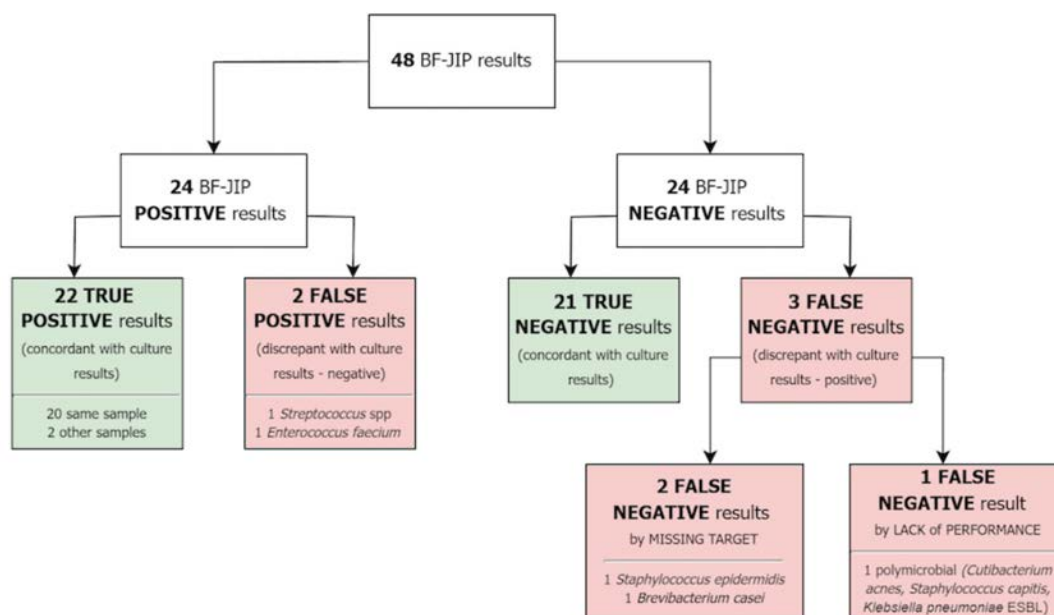 48 BF-JIP results
24 BF-JIP
POSITIVE results
24 BF-JIP
NEGATIVE results
22 TRUE
POSITIVE results
(concordant with culture
results)
20 same sample
2 other samples
2 FALSE
POSITIVE results
(discrepant with culture
results - negative)
1 Streptococcus spp
1 Enterococcus faecium
21 TRUE
NEGATIVE results
(concordant with culture
results)
3 FALSE
NEGATIVE results
(discrepant with culture
results - positive)
2 FALSE
NEGATIVE results
by MISSING TARGET
1 Staphylococcus epidermidis
1 Brevibacterium casei
1 FALSE
NEGATIVE result
by LACK of PERFORMANCE
1 polymicrobial (Cutibacterium
acnes, Staphylococcus capitis,
Klebsiella pneumoniae ESBL)